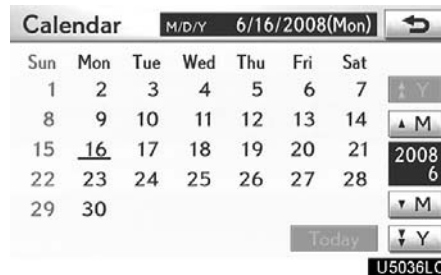 Calendar M/D/Y 6/16/2008(Mon)
Sun Mon Tue Wed Thu Fri Sat
1 2 3 4 5 6 7 Y
8 9 10 11 12 13 14 M
15 16 17 18 19 20 21 2008
22 23 24 25 26 27 28 6
29 30 M
Today Y
U5036LC